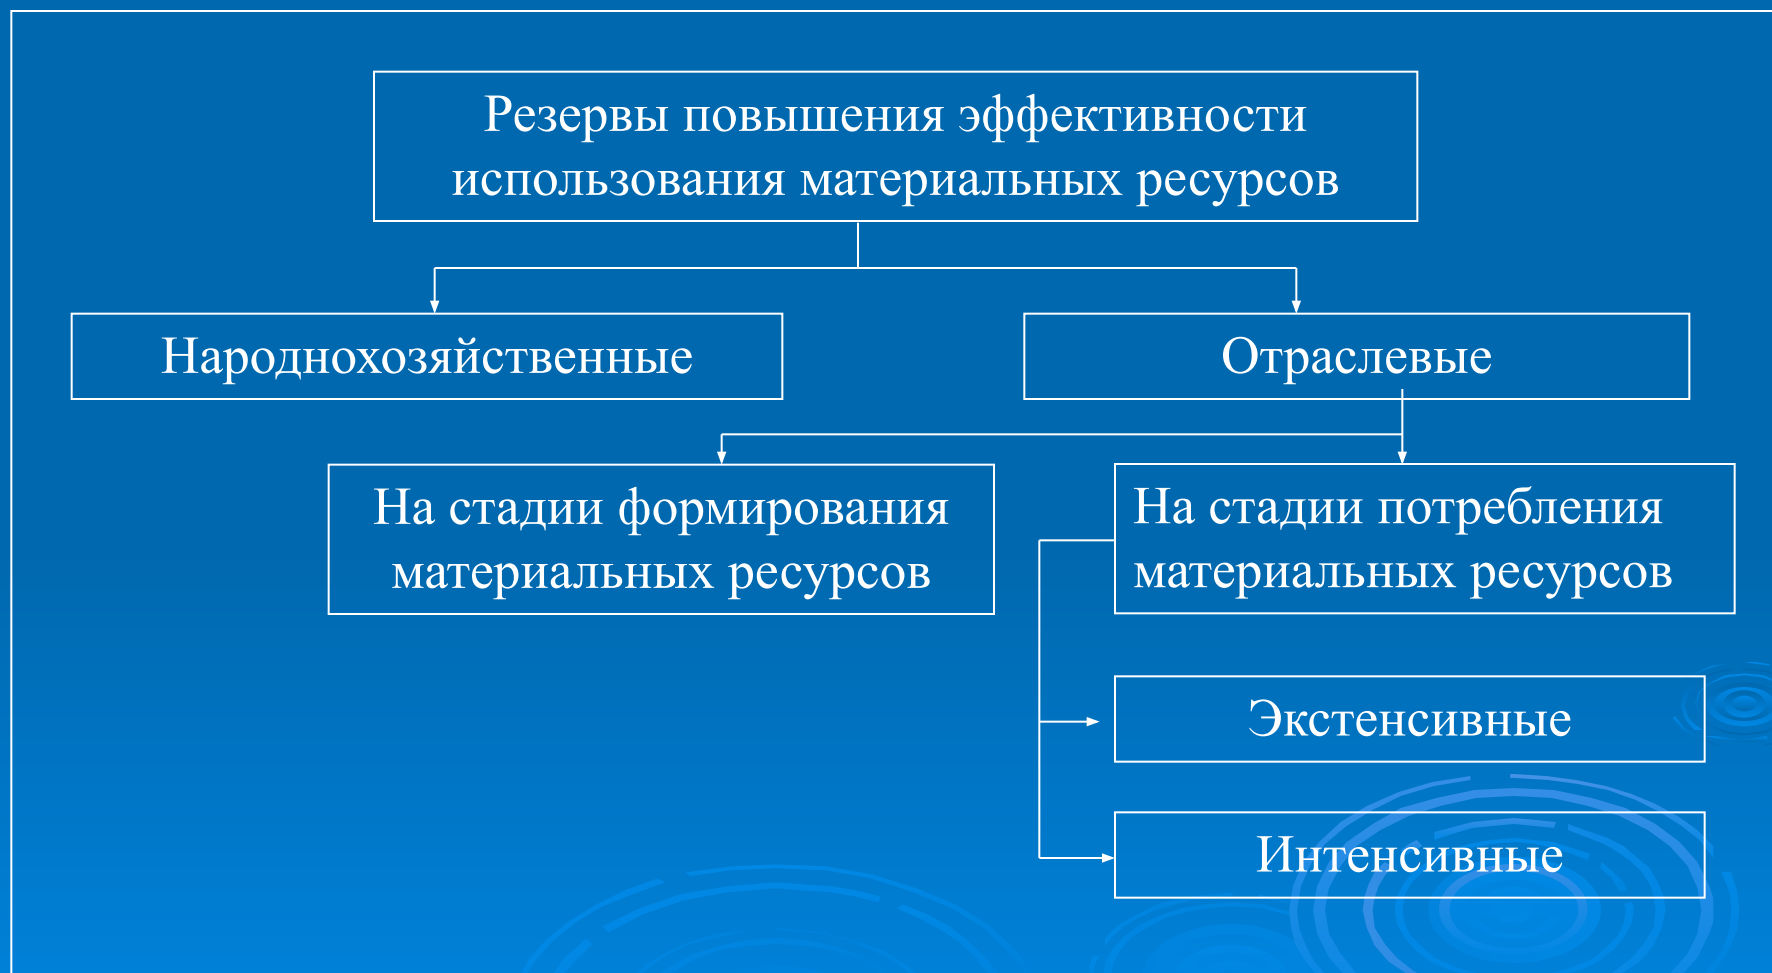 Резервы повышения эффективности
использования материальных ресурсов
Народнохозяйственные
Отраслевые
На стадии формирования
материальных ресурсов
На стадии потребления
материальных ресурсов
Экстенсивные
Интенсивные